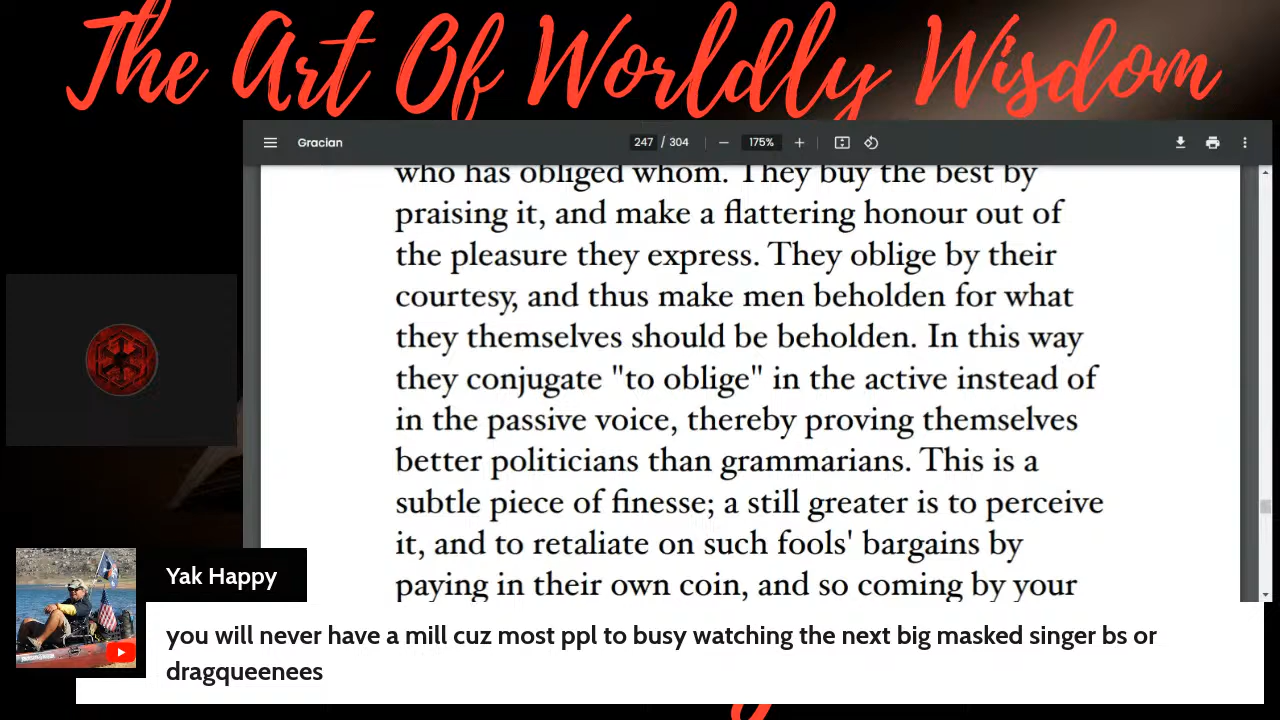 The Art Of Worldly Wisdom
Gracian 247 / 304 175%
who has obliged whom. They buy the best by
praising it, and make a flattering honour out of
the pleasure they express. They oblige by their
courtesy, and thus make men beholden for what
they themselves should be beholden. In this way
they conjugate "to oblige" in the active instead of
in the passive voice, thereby proving themselves
better politicians than grammarians. This is a
subtle piece of finesse; a still greater is to perceive
it, and to retaliate on such fools' bargains by
paying in their own coin, and so coming by your
Yak Happy
you will never have a mill cuz most ppl to busy watching the next big masked singer bs or
dragqueenees